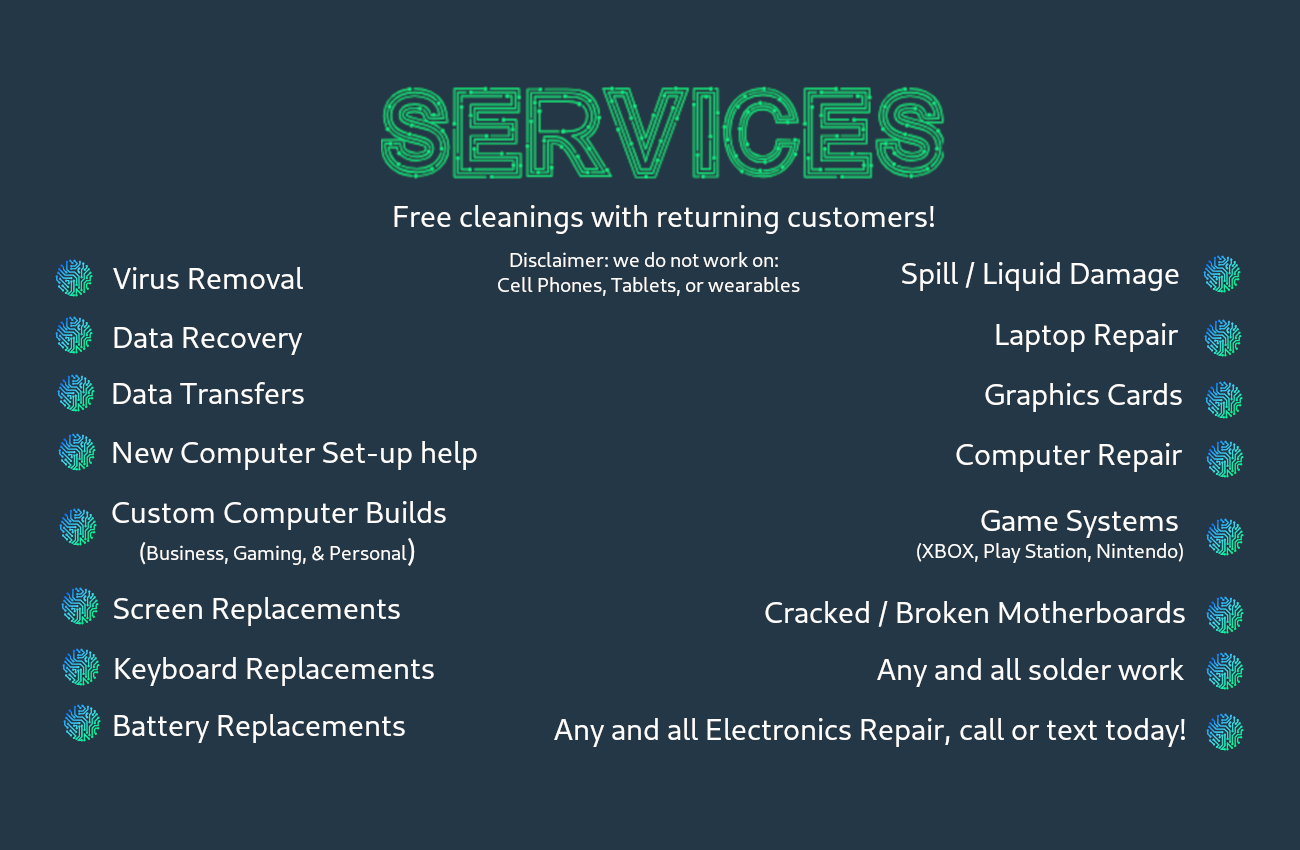 SERVICES
Free cleanings with returning customers!
Disclaimer: we do not work on:
Cell Phones, Tablets, or wearables
Virus Removal
Data Recovery
Data Transfers
New Computer Set-up help
Custom Computer Builds
(Business, Gaming, & Personal)
Screen Replacements
Keyboard Replacements
Battery Replacements
Spill / Liquid Damage
Laptop Repair
Graphics Cards
Computer Repair
Game Systems
(XBOX, Play Station, Nintendo)
Cracked / Broken Motherboards
Any and all solder work
Any and all Electronics Repair, call or text today!